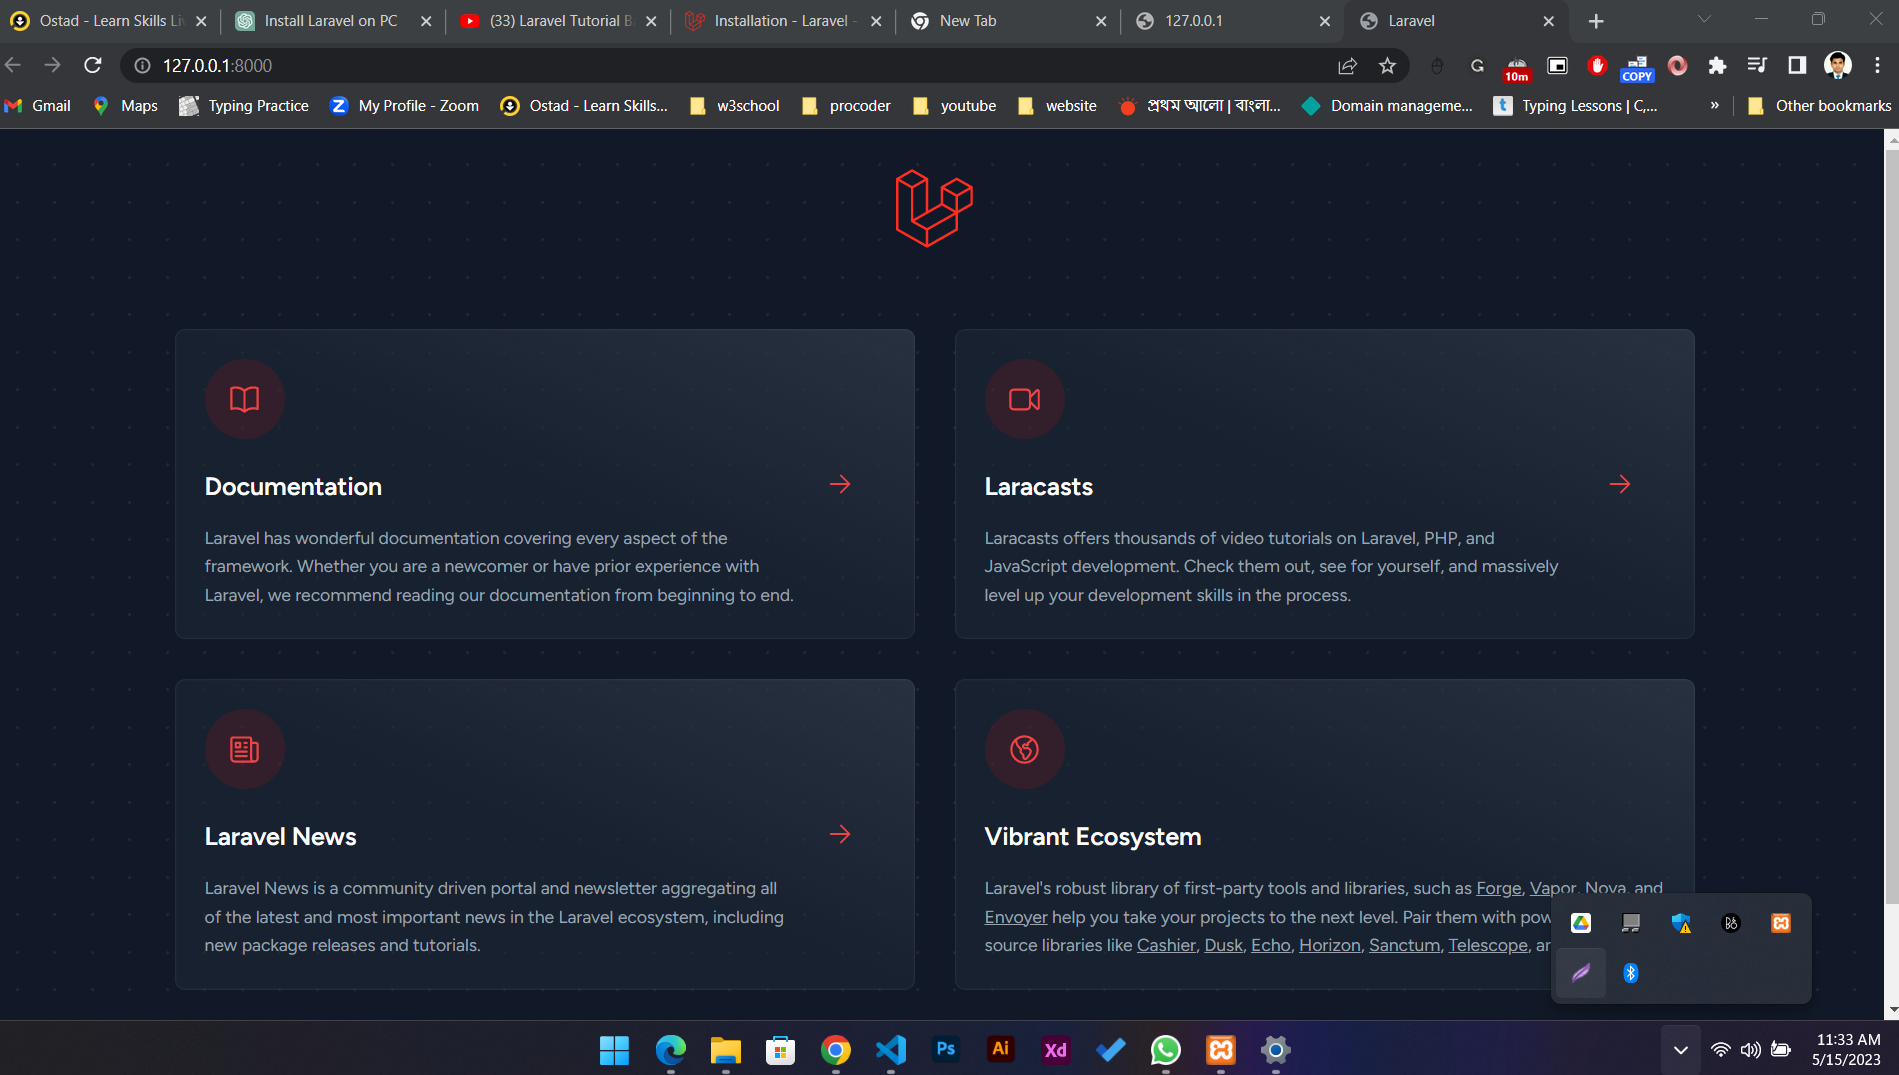 Ostad - Learn Skills Liv
Install Laravel on PC
(33) Laravel Tutorial Ba
Installation - Laravel -
New Tab
127.0.0.1
Laravel
127.0.0.1:8000
10m
COPY
Gmail
Maps
Typing Practice
My Profile - Zoom
Ostad - Learn Skills...
w3school
procoder
youtube
website
প্রথম আলো | বাংলা...
Domain manageme...
Typing Lessons | C,...
»
Other bookmarks
Documentation
Laravel has wonderful documentation covering every aspect of the
framework. Whether you are a newcomer or have prior experience with
Laravel, we recommend reading our documentation from beginning to end.
Laracasts
Laracasts offers thousands of video tutorials on Laravel, PHP, and
JavaScript development. Check them out, see for yourself, and massively
level up your development skills in the process.
Laravel News
Laravel News is a community driven portal and newsletter aggregating all
of the latest and most important news in the Laravel ecosystem, including
new package releases and tutorials.
Vibrant Ecosystem
Laravel's robust library of first-party tools and libraries, such as Forge, Vapor, Nova, and
Envoyer help you take your projects to the next level. Pair them with pow
source libraries like Cashier, Dusk, Echo, Horizon, Sanctum, Telescope, an
Ps
Ai
Xd
11:33 AM
5/15/2023